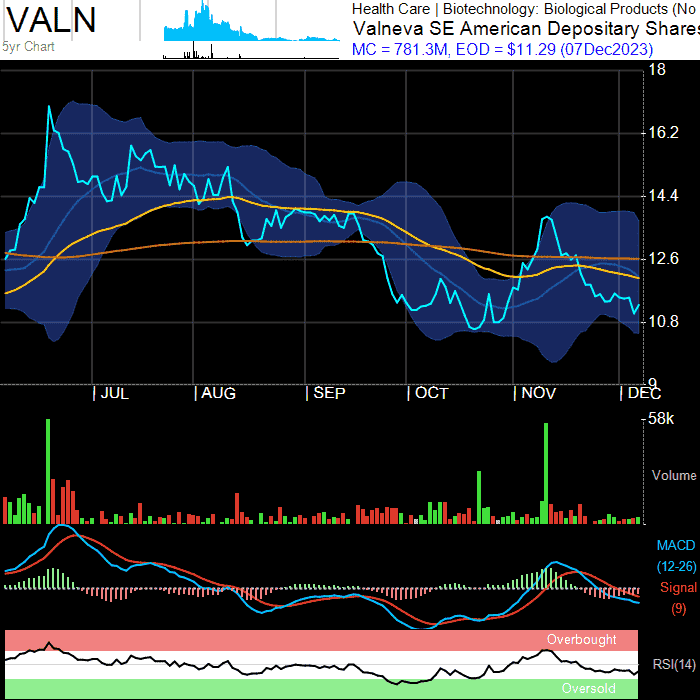 VALN
5yr Chart
Health Care | Biotechnology: Biological Products (No
Valneva SE American Depositary Shares
MC = 781.3M, EOD = $11.29 (07Dec2023)
18
16.2
14.4
12.6
10.8
9
JUL
AUG
SEP
OCT
NOV
DEC
58k
Volume
MACD
(12-26)
Signal
(9)
Overbought
RSI(14)
Oversold